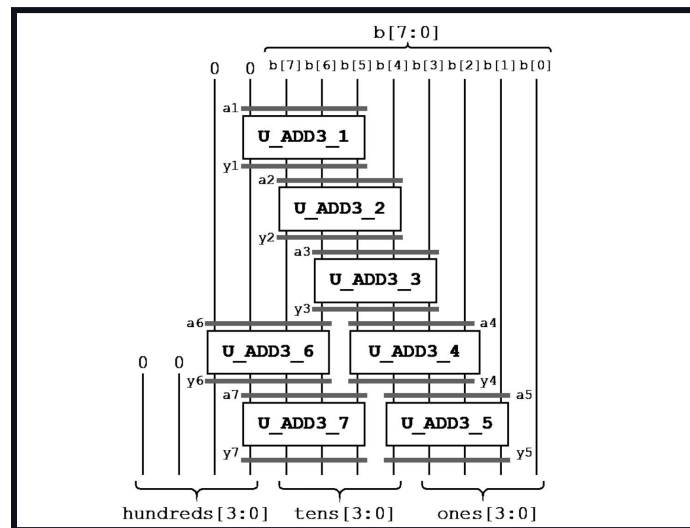 b[7:0]
0 0 b[7] b[6] b[5] b[4] b[3] b[2] b[1] b[0]
a1
U_ADD3_1
y1
a2
U_ADD3_2
y2
a3
U_ADD3_3
y3
a6 a4
U_ADD3_6 U_ADD3_4
0 0
y6 y4
a7 a5
U_ADD3_7 U_ADD3_5
y7 y5
hundreds[3:0] tens[3:0] ones[3:0]